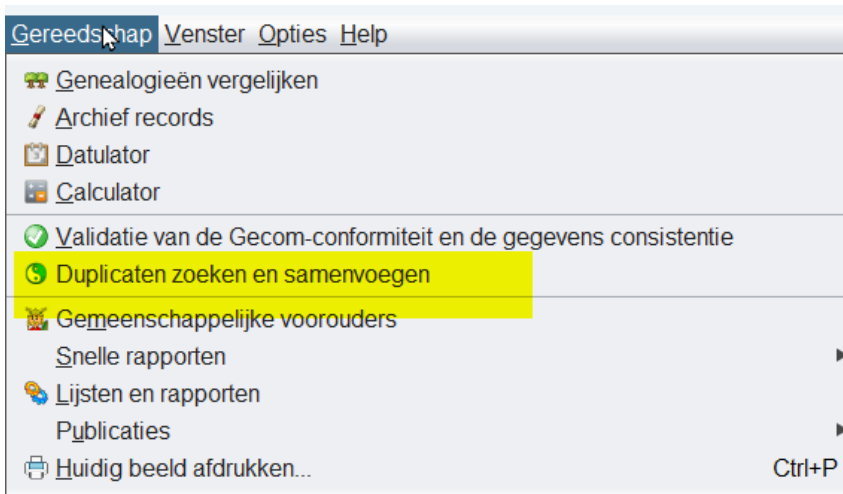 Gereedschap Venster Opties Help
Genealogieën vergelijken
Archief records
Datulator
Calculator
Validatie van de Gecom-conformiteit en de gegevens consistentie
Duplicaten zoeken en samenvoegen
Gemeenschappelijke voorouders
Snelle rapporten
Lijsten en rapporten
Publicaties
Huidig beeld afdrukken... Ctrl+P